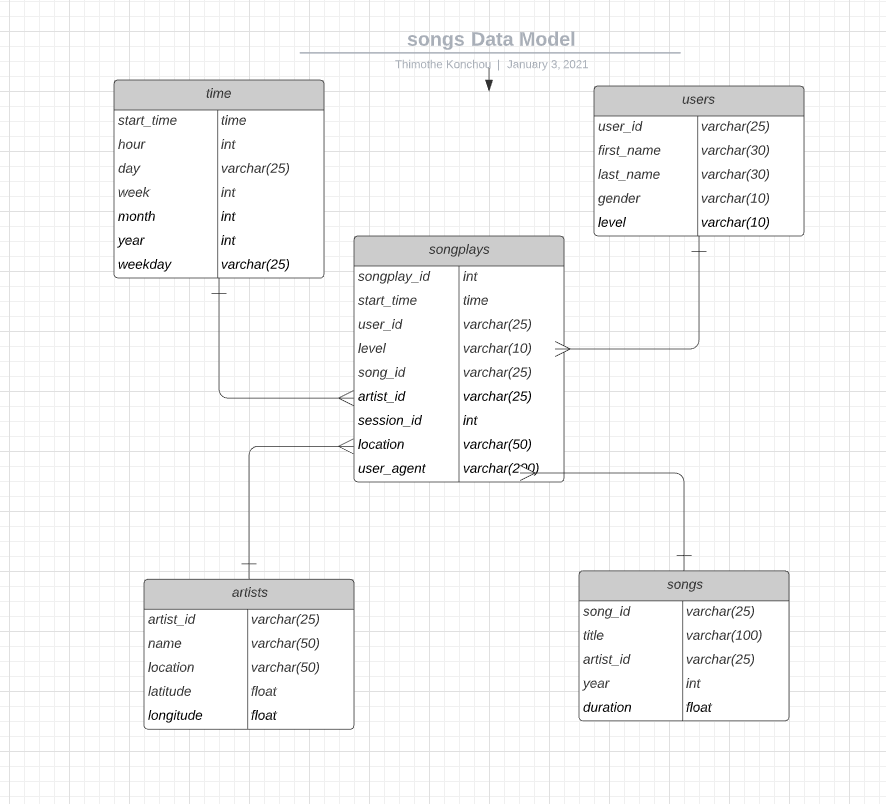 songs Data Model
Thimothe Konchou | January 3, 2021
time
start_time time
hour int
day varchar(25)
week int
month int
year int
weekday varchar(25)
users
user_id varchar(25)
first_name varchar(30)
last_name varchar(30)
gender varchar(10)
level varchar(10)
songplays
songplay_id int
start_time time
user_id varchar(25)
level varchar(10)
song_id varchar(25)
artist_id varchar(25)
session_id int
location varchar(50)
user_agent varchar(200)
artists
artist_id varchar(25)
name varchar(50)
location varchar(50)
latitude float
longitude float
songs
song_id varchar(25)
title varchar(100)
artist_id varchar(25)
year int
duration float